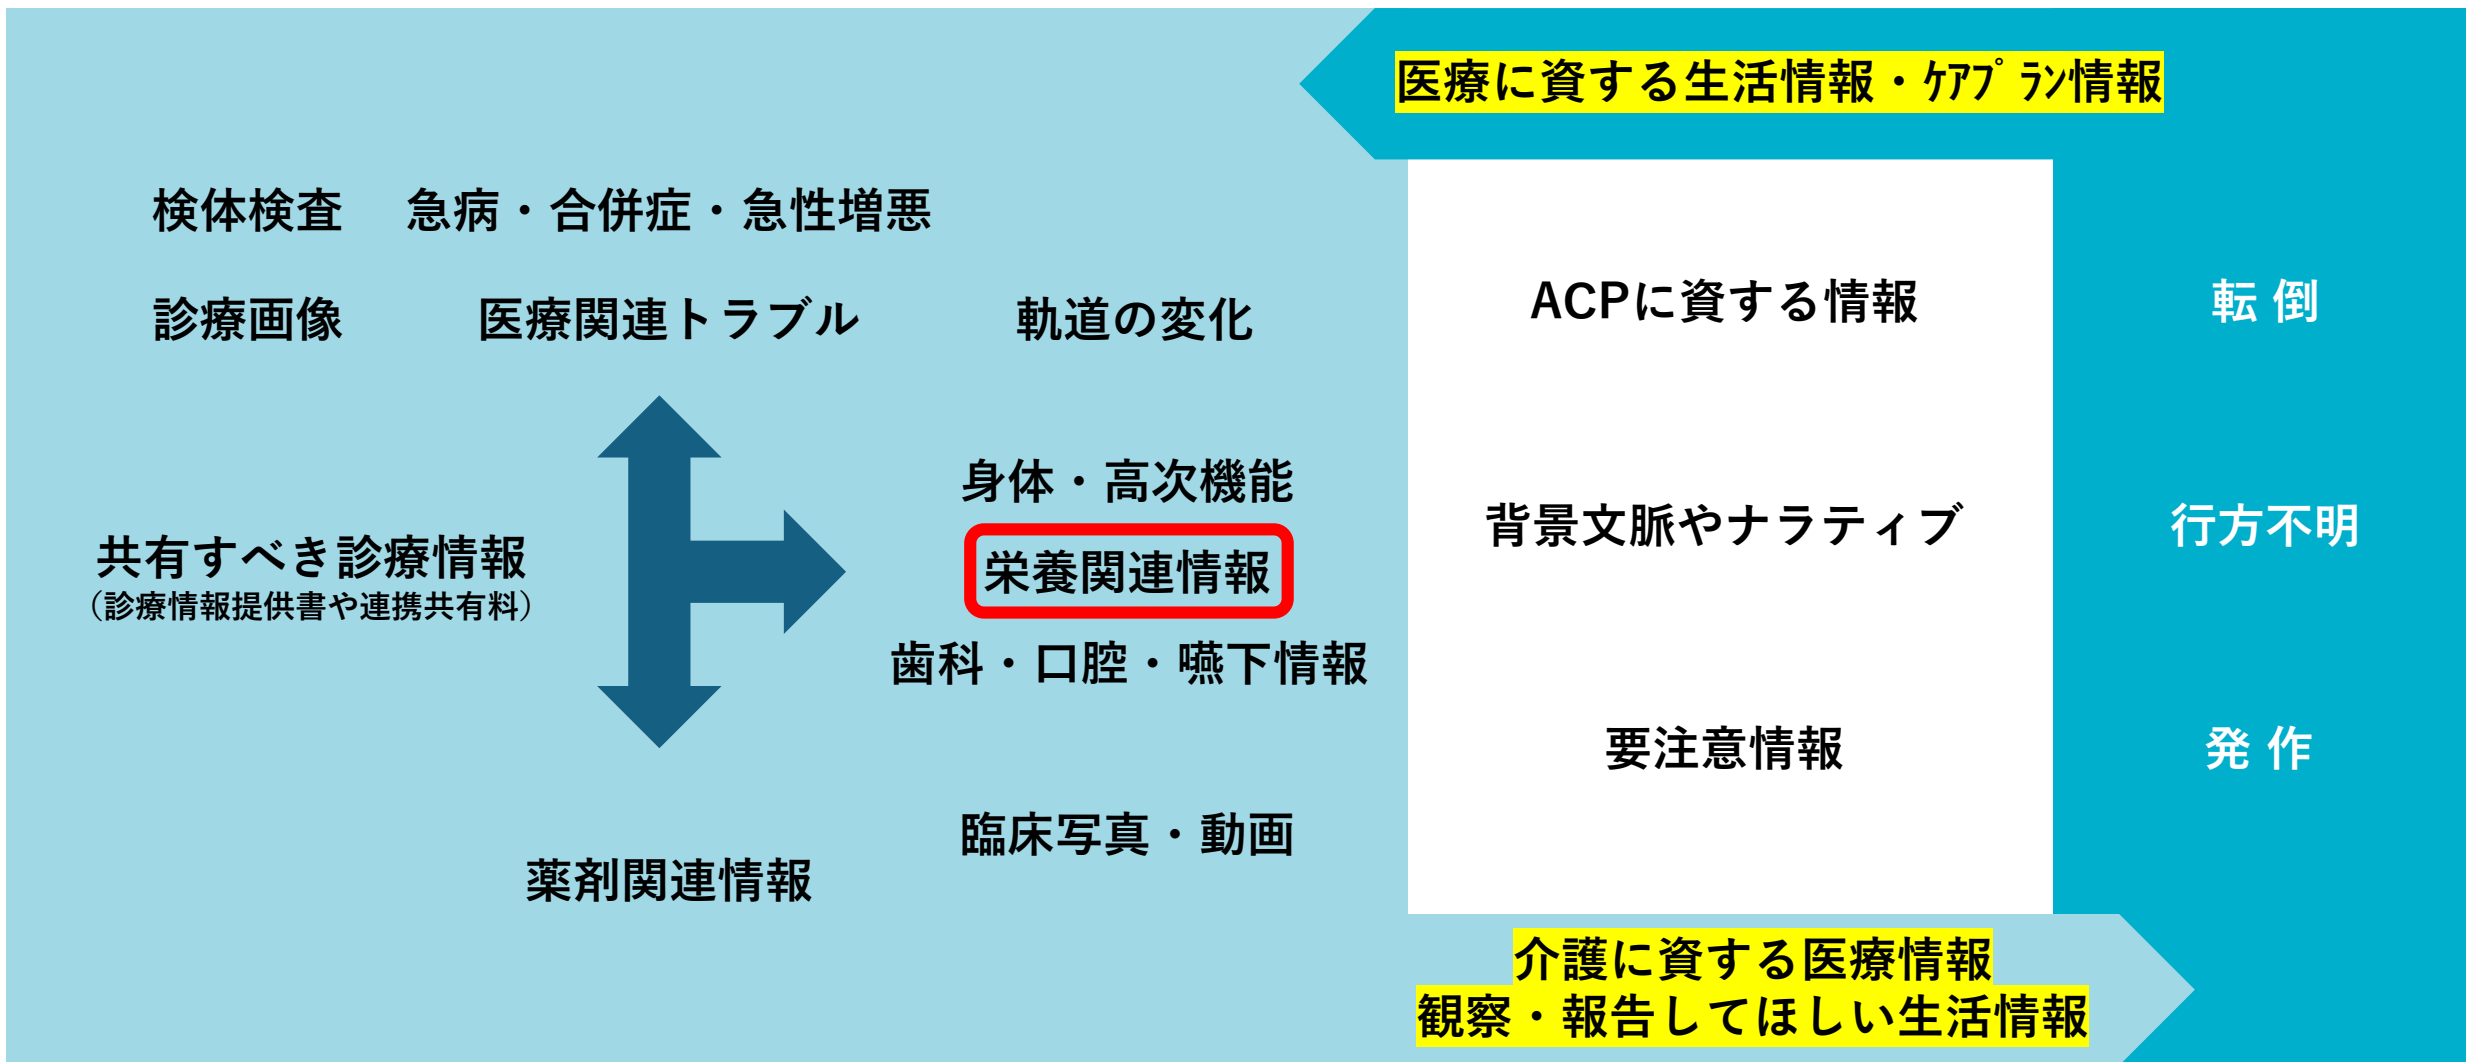 医療に資する生活情報・ｹｱﾌﾟﾗﾝ情報
検体検査
急病・合併症・急性増悪
診療画像
医療関連トラブル
軌道の変化
共有すべき診療情報
（診療情報提供書や連携共有料）
身体・高次機能
栄養関連情報
歯科・口腔・嚥下情報
臨床写真・動画
薬剤関連情報
ACPに資する情報
背景文脈やナラティブ
要注意情報
転 倒
行方不明
発 作
介護に資する医療情報
観察・報告してほしい生活情報